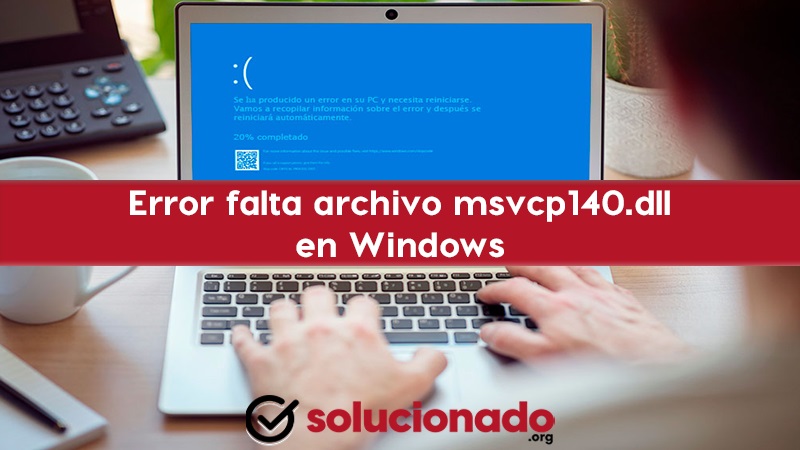 :(
Se ha producido un error en su PC y necesita reiniciarse.
Vamos a recopilar información sobre el error y después se
reiniciará automáticamente.
20% completado
Error falta archivo msvcp140.dll
en Windows
solucionado
.org